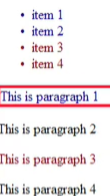 • item 1
• item 2
• item 3
• item 4
This is paragraph 1
This is paragraph 2
This is paragraph 3
This is paragraph 4